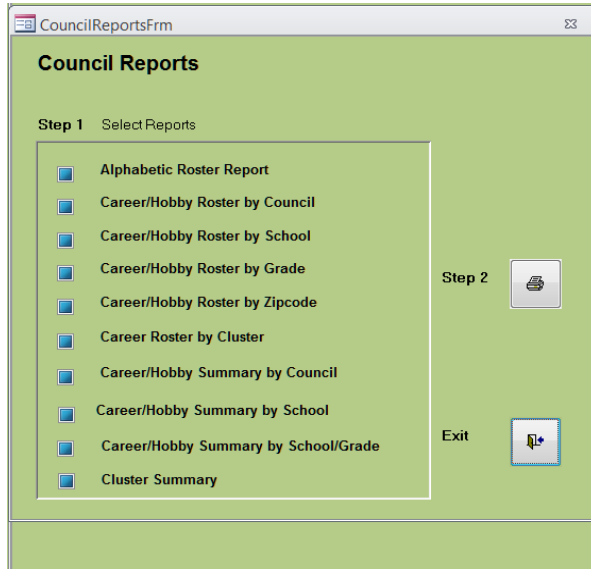 CouncilReportsFrm
Council Reports
Step 1 Select Reports
Alphabetic Roster Report
Career/Hobby Roster by Council
Career/Hobby Roster by School
Career/Hobby Roster by Grade
Career/Hobby Roster by Zipcode
Career Roster by Cluster
Career/Hobby Summary by Council
Career/Hobby Summary by School
Career/Hobby Summary by School/Grade
Cluster Summary
Step 2
Exit